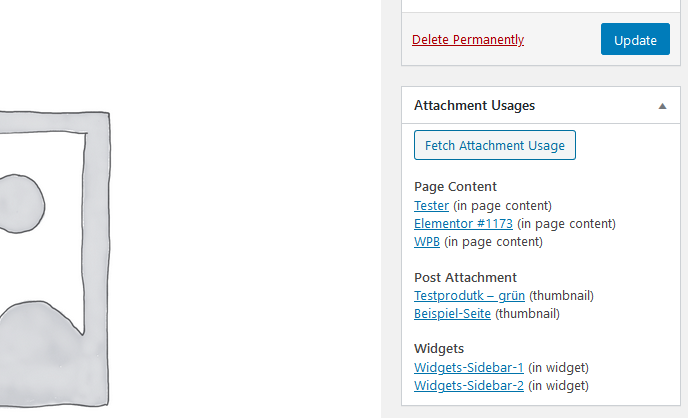 Delete Permanently
Update
Attachment Usages
Fetch Attachment Usage
Page Content
Tester (in page content)
Elementor #1173 (in page content)
WPB (in page content)
Post Attachment
Testprodutk – grün (thumbnail)
Beispiel-Seite (thumbnail)
Widgets
Widgets-Sidebar-1 (in widget)
Widgets-Sidebar-2 (in widget)